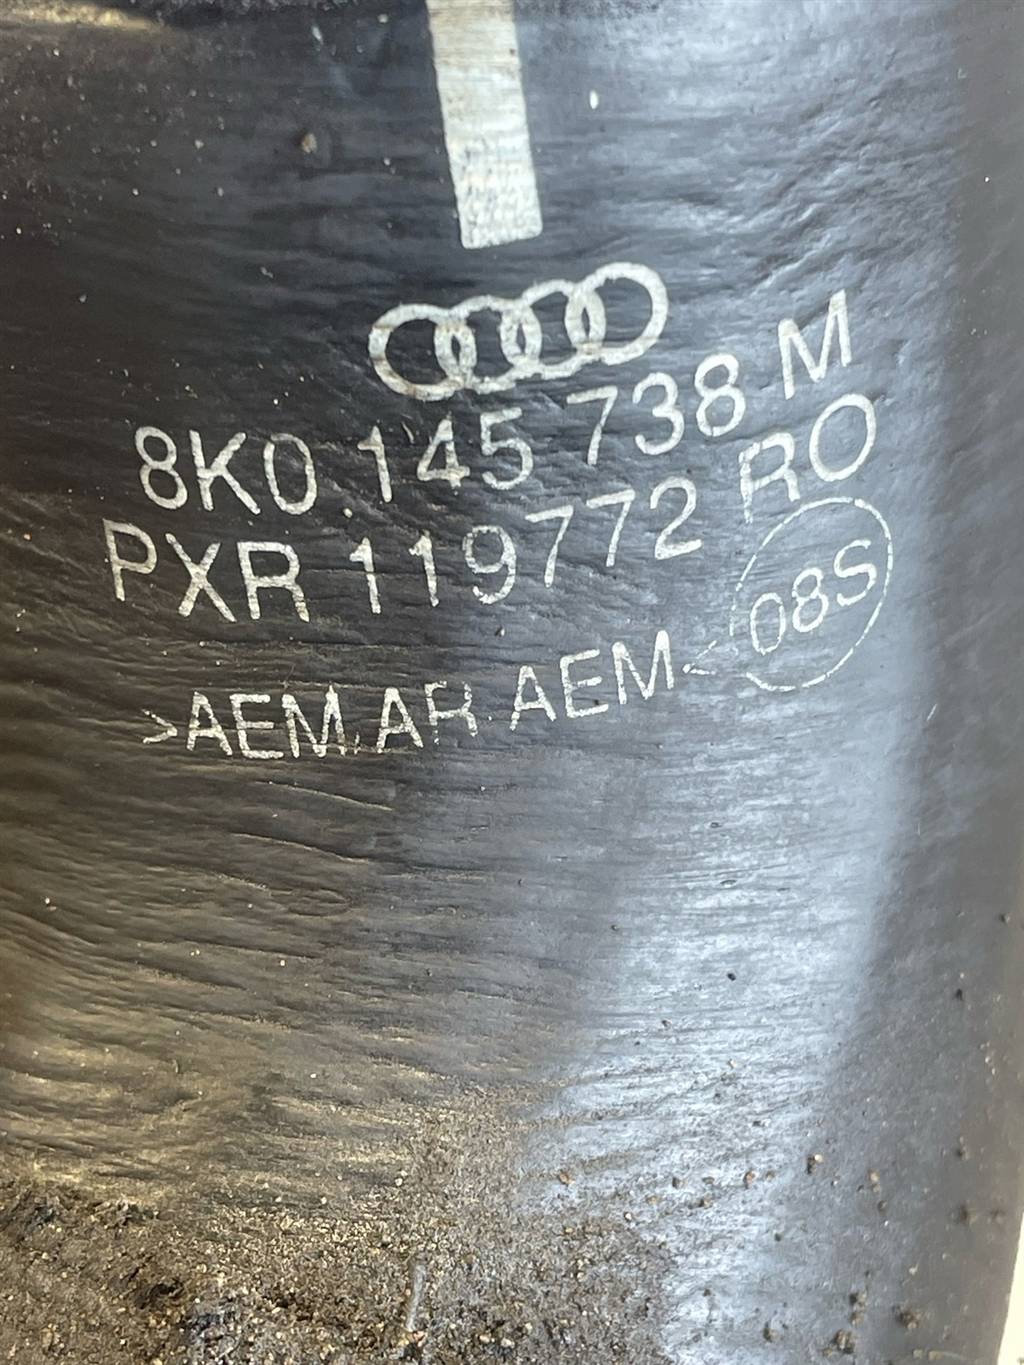 8K0 145 738 M
PXR 119772 RO
>AEM AR AEM<
08S